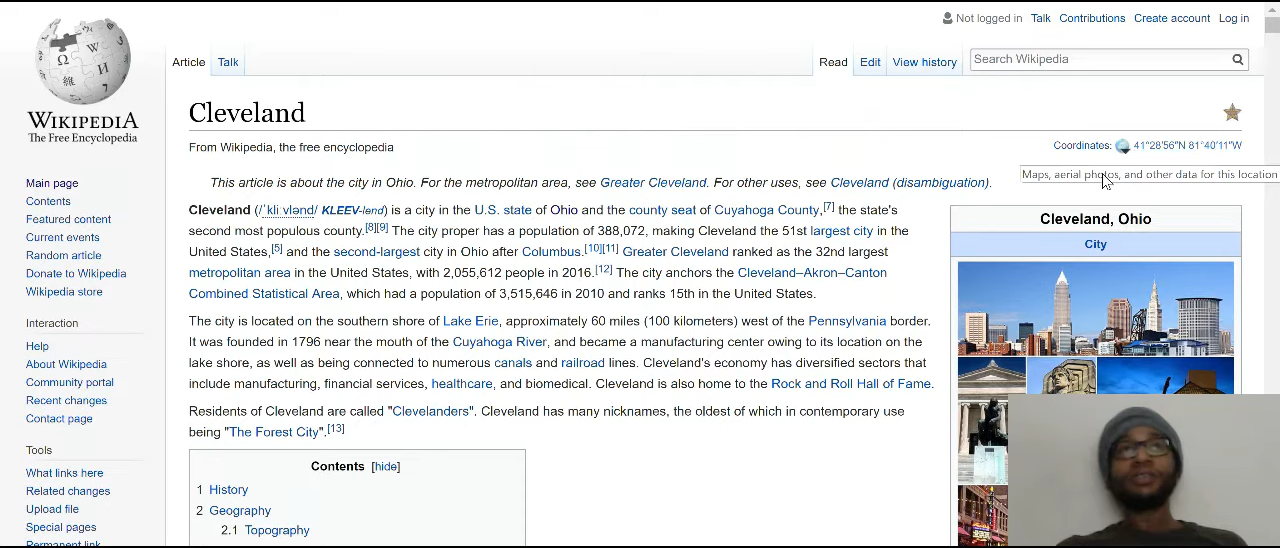 Not logged in Talk Contributions Create account Log in
Article Talk Read Edit View history Search Wikipedia
WIKIPEDIA
The Free Encyclopedia
Main page
Contents
Featured content
Current events
Random article
Donate to Wikipedia
Wikipedia store
Interaction
Help
About Wikipedia
Community portal
Recent changes
Contact page
Tools
What links here
Related changes
Upload file
Special pages
Permanent link
Cleveland
From Wikipedia, the free encyclopedia
Coordinates: 41°28′56″N 81°40′11″W
Maps, aerial photos, and other data for this location
This article is about the city in Ohio. For the metropolitan area, see Greater Cleveland. For other uses, see Cleveland (disambiguation).
Cleveland (/ˈkliːvlənd/ KLEEV-lend) is a city in the U.S. state of Ohio and the county seat of Cuyahoga County,[7] the state's
second most populous county.[8][9] The city proper has a population of 388,072, making Cleveland the 51st largest city in the
United States,[5] and the second-largest city in Ohio after Columbus.[10][11] Greater Cleveland ranked as the 32nd largest
metropolitan area in the United States, with 2,055,612 people in 2016.[12] The city anchors the Cleveland–Akron–Canton
Combined Statistical Area, which had a population of 3,515,646 in 2010 and ranks 15th in the United States.
The city is located on the southern shore of Lake Erie, approximately 60 miles (100 kilometers) west of the Pennsylvania border.
It was founded in 1796 near the mouth of the Cuyahoga River, and became a manufacturing center owing to its location on the
lake shore, as well as being connected to numerous canals and railroad lines. Cleveland's economy has diversified sectors that
include manufacturing, financial services, healthcare, and biomedical. Cleveland is also home to the Rock and Roll Hall of Fame.
Residents of Cleveland are called "Clevelanders". Cleveland has many nicknames, the oldest of which in contemporary use
being "The Forest City".[13]
Contents [hide]
1 History
2 Geography
2.1 Topography
Cleveland, Ohio
City